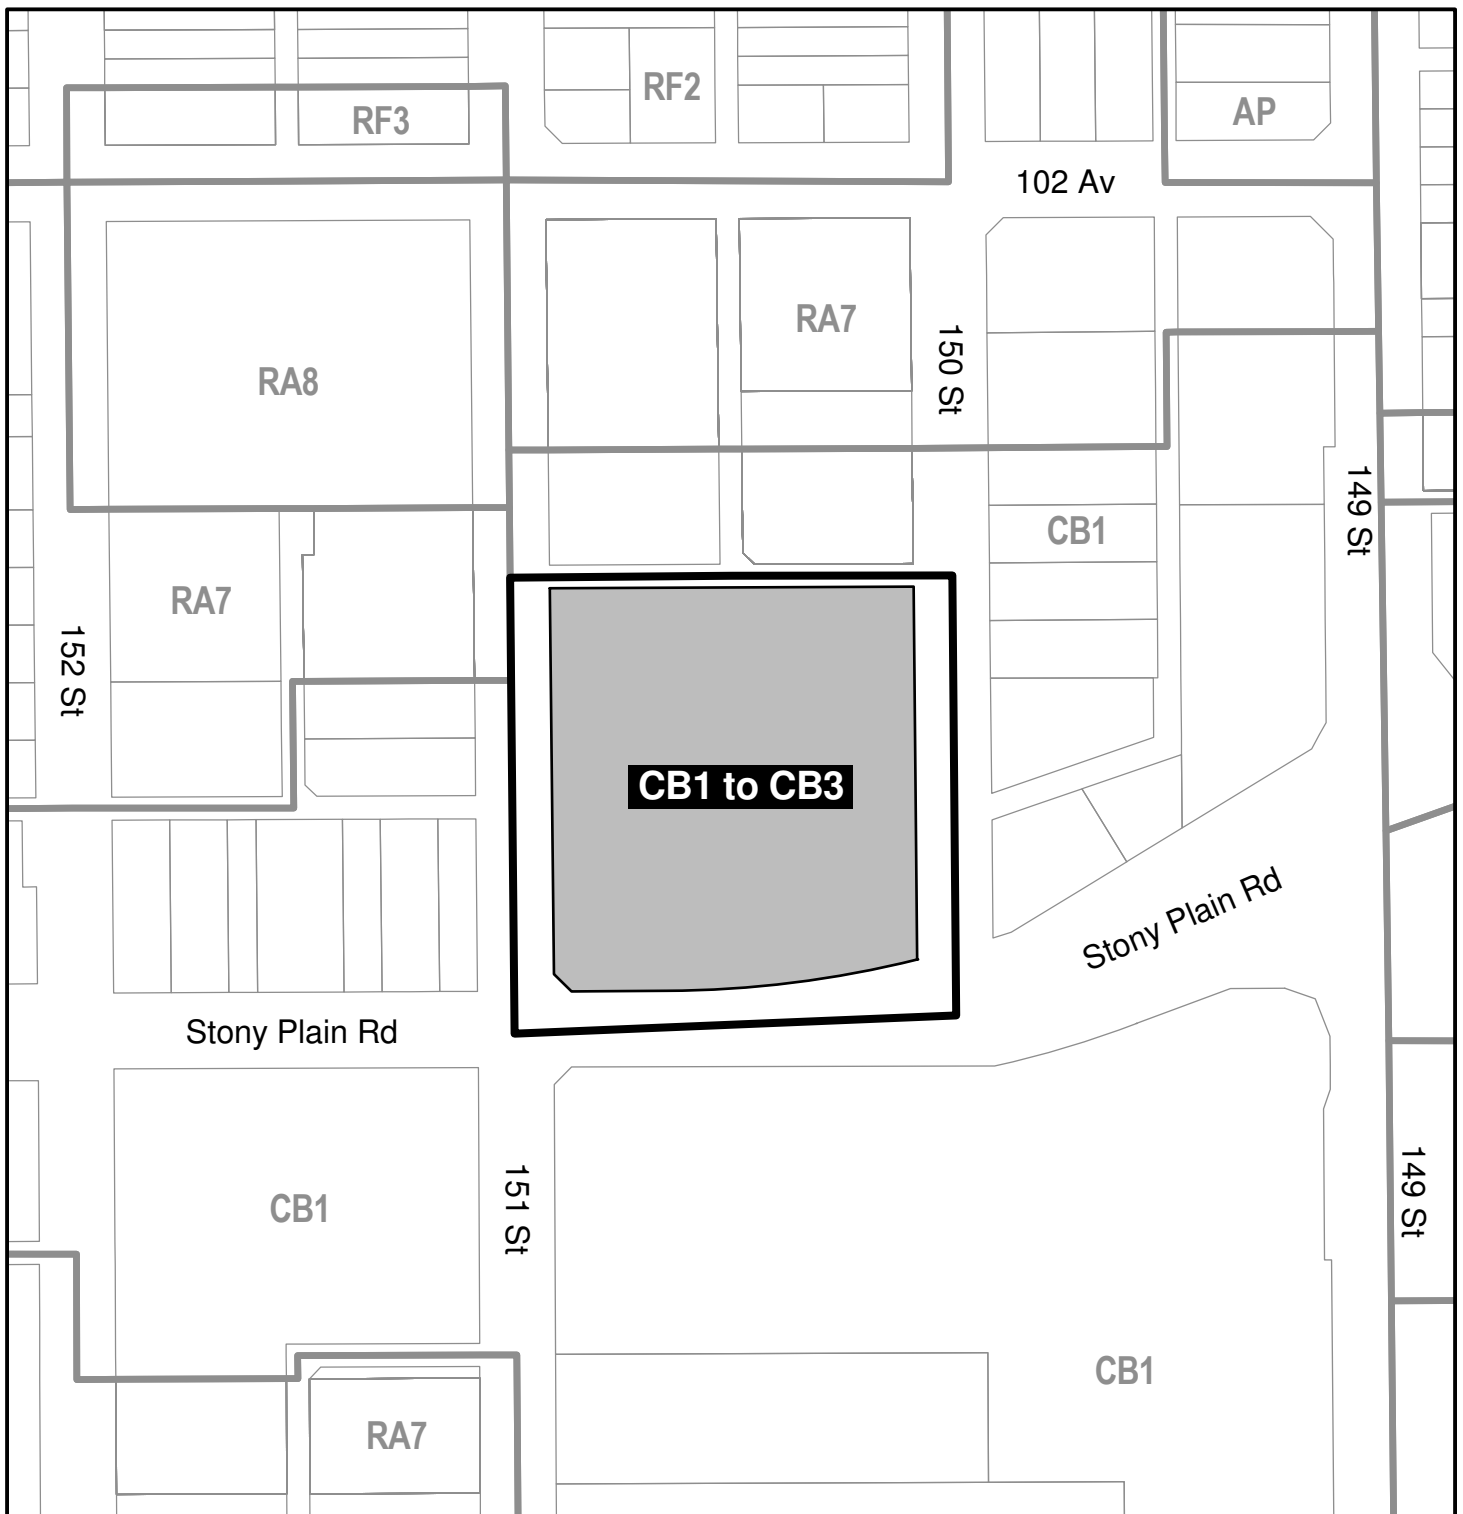 RF2
AP
RF3
102 Av
RA7
150 St
RA8
149 St
CB1
RA7
152 St
CB1 to CB3
Stony Plain Rd
Stony Plain Rd
CB1
151 St
149 St
CB1
RA7